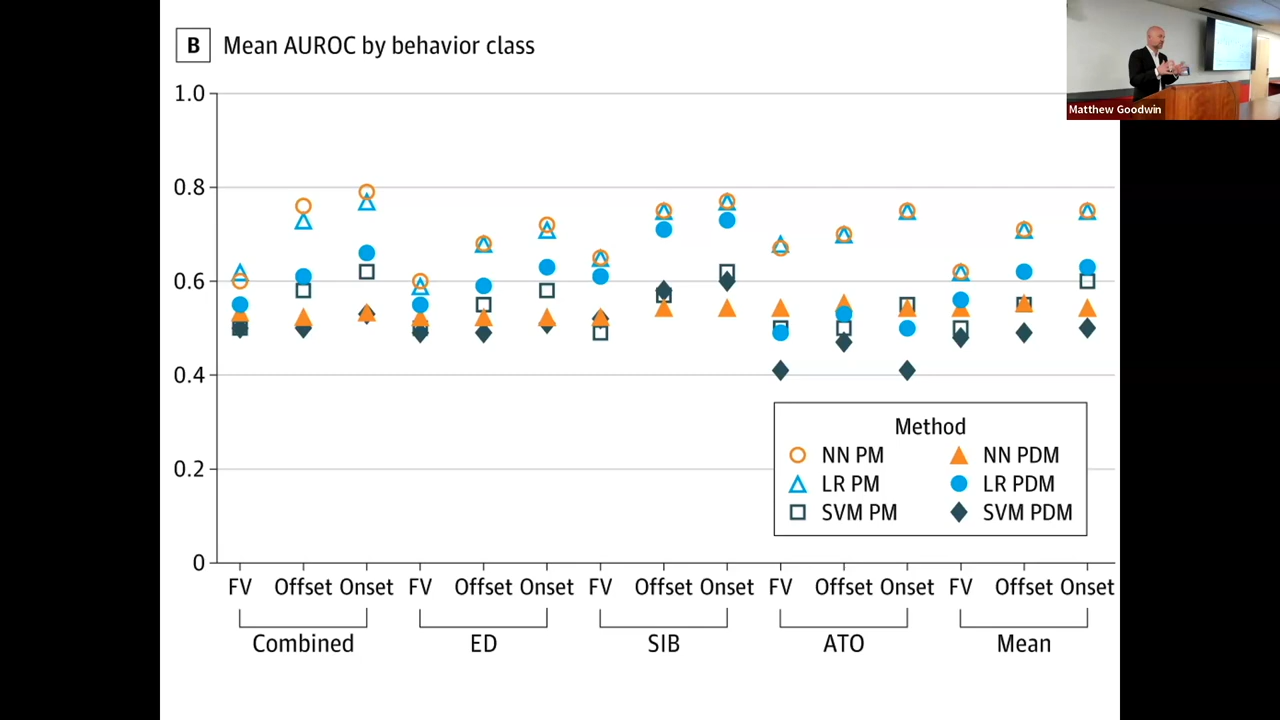 B Mean AUROC by behavior class
Matthew Goodwin
1.0
0.8
0.6
0.4
0.2
0
Method
NN PM NN PDM
LR PM LR PDM
SVM PM SVM PDM
FV Offset Onset FV Offset Onset FV Offset Onset FV Offset Onset FV Offset Onset
Combined ED SIB ATO Mean